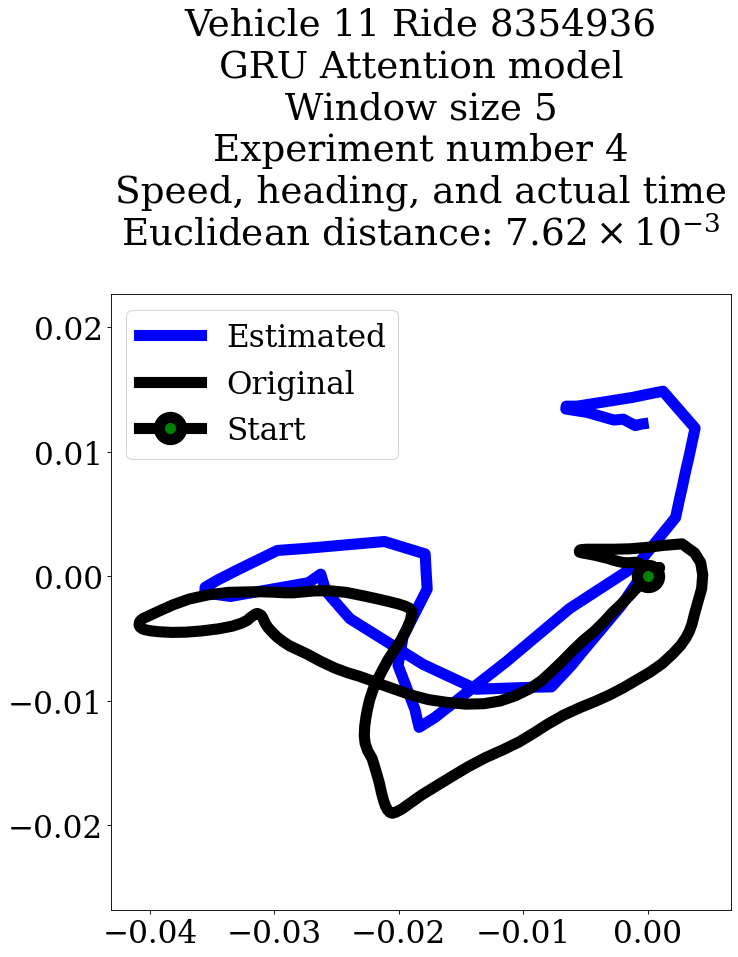 Vehicle 11 Ride 8354936
GRU Attention model
Window size 5
Experiment number 4
Speed, heading, and actual time
Euclidean distance: 7.62 × 10⁻³
Estimated
Original
Start
0.02
0.01
0.00
−0.01
−0.02
−0.04 −0.03 −0.02 −0.01 0.00